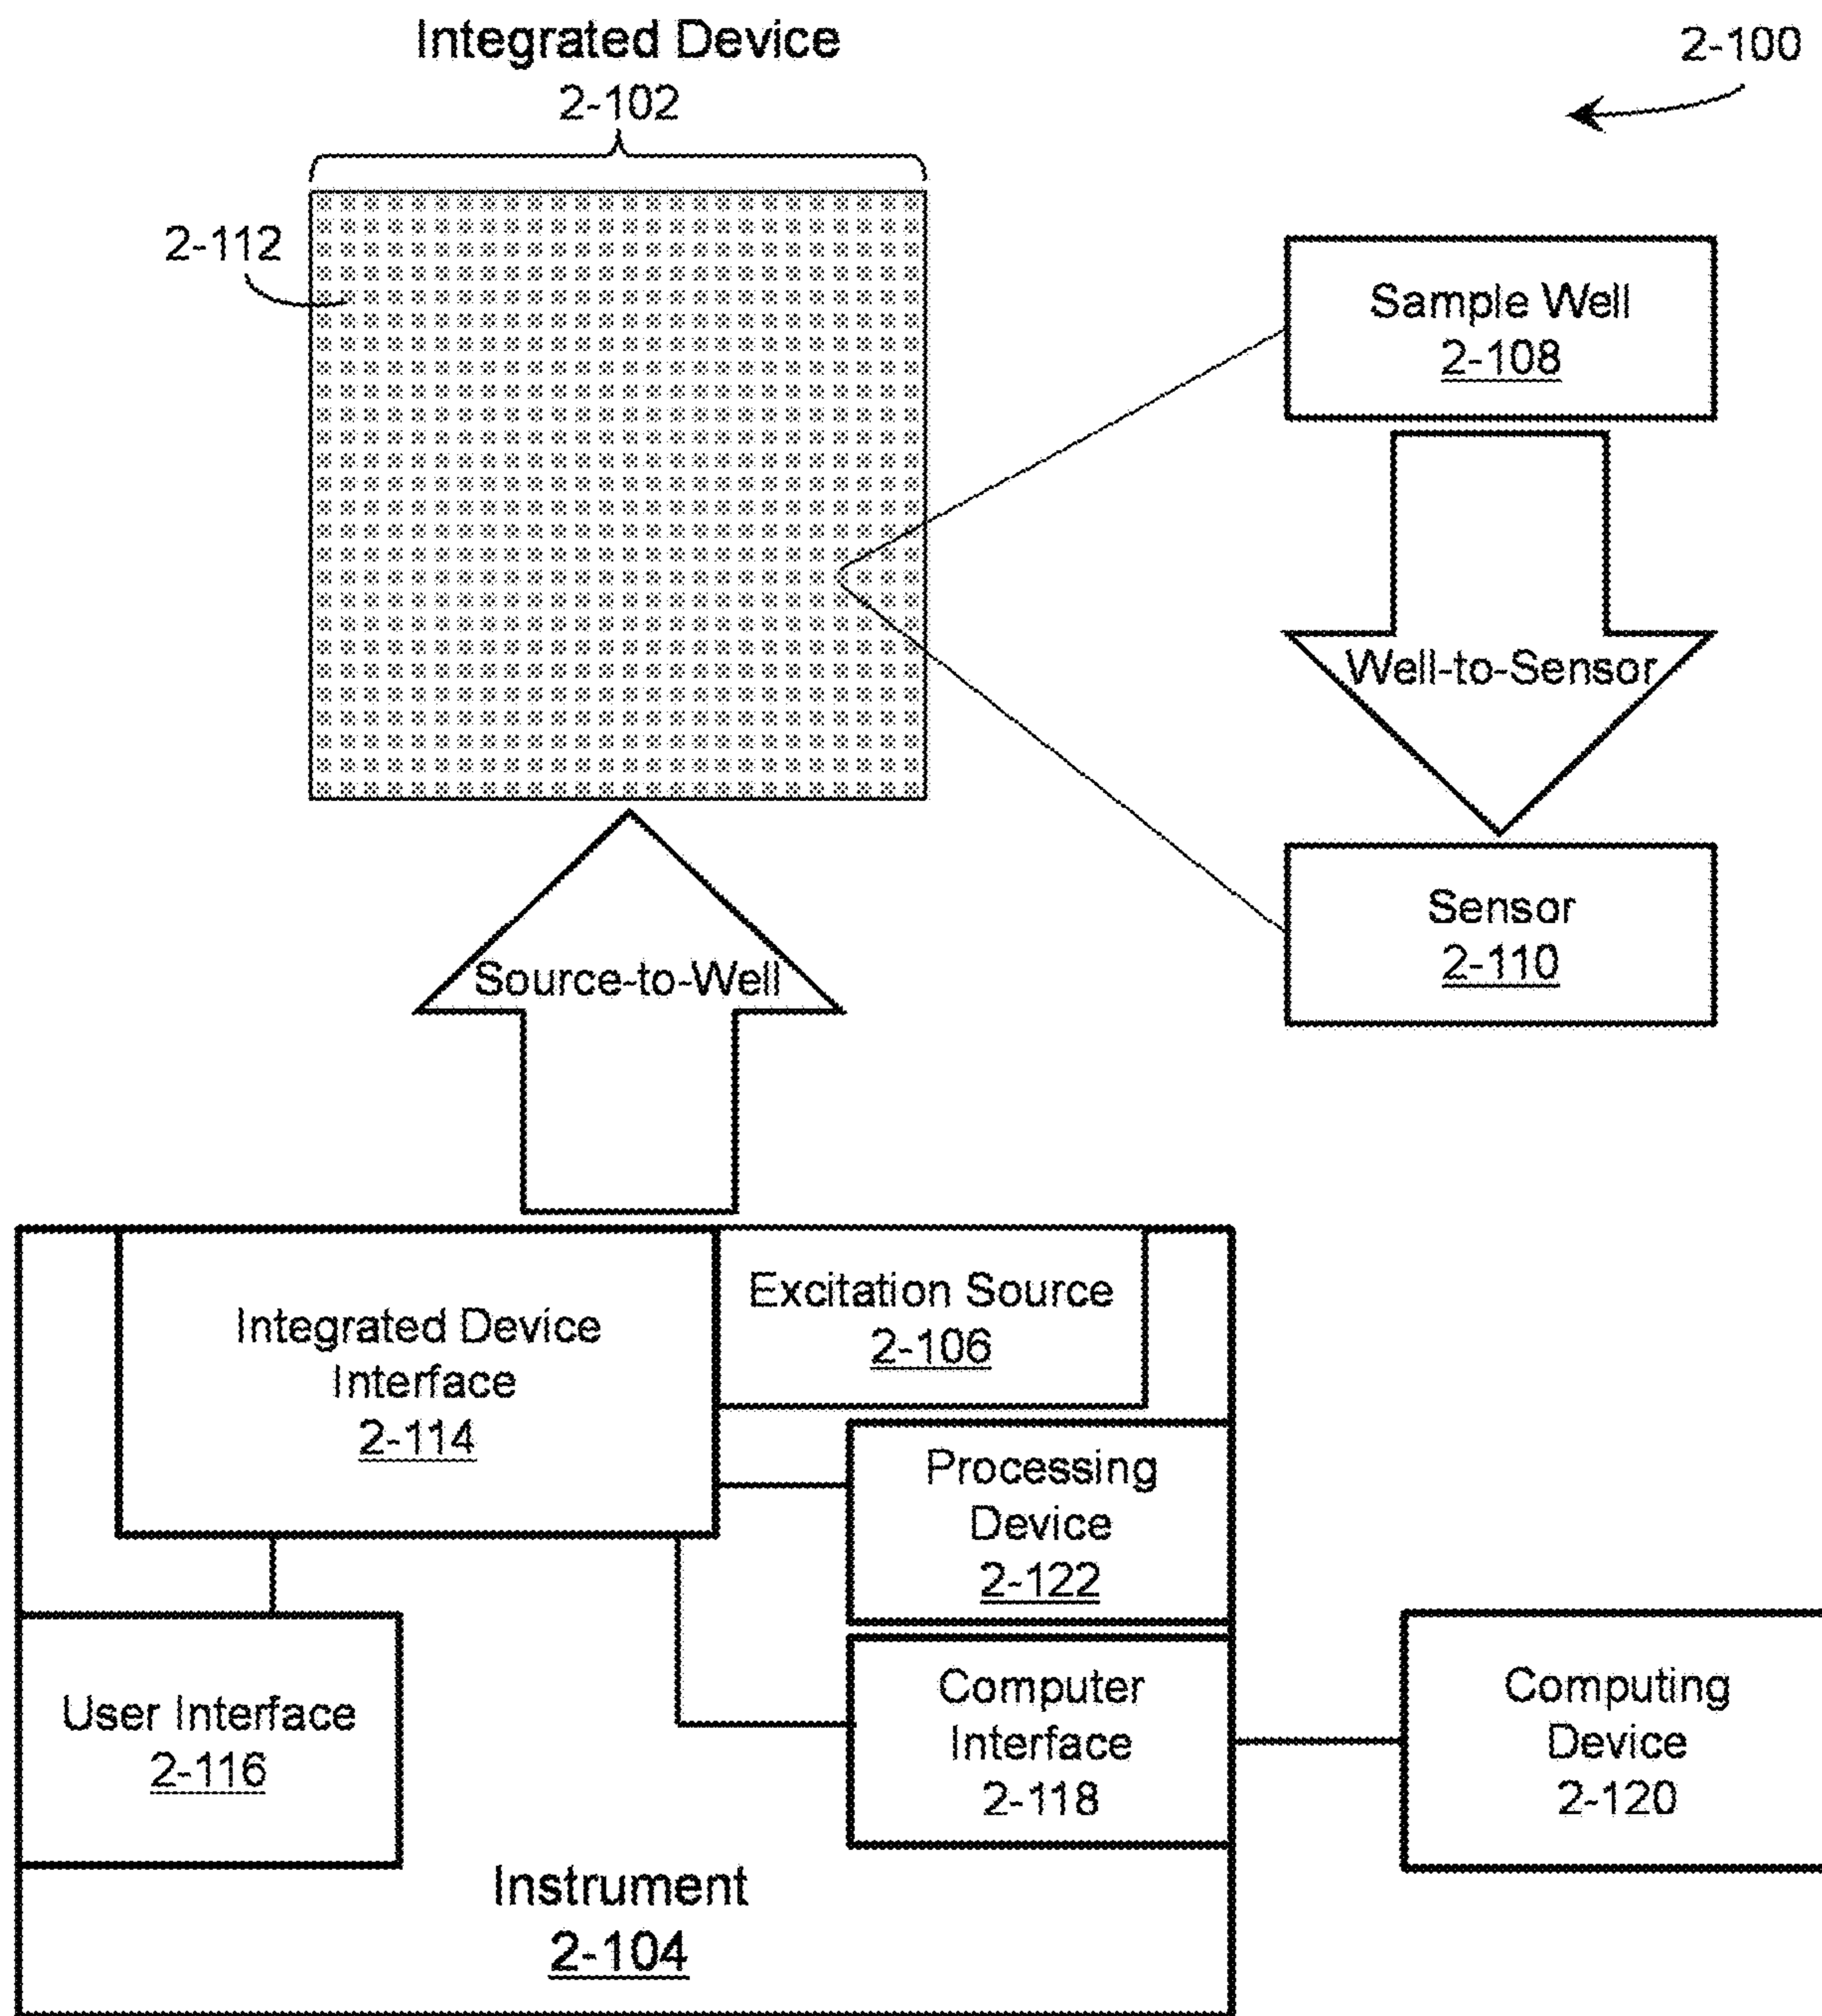 Integrated Device
2-102
2-100
2-112
Sample Well
2-108
Well-to-Sensor
Sensor
2-110
Source-to-Well
Excitation Source
2-106
Integrated Device
Interface
2-114
Processing
Device
2-122
User Interface
2-116
Computer
Interface
2-118
Computing
Device
2-120
Instrument
2-104